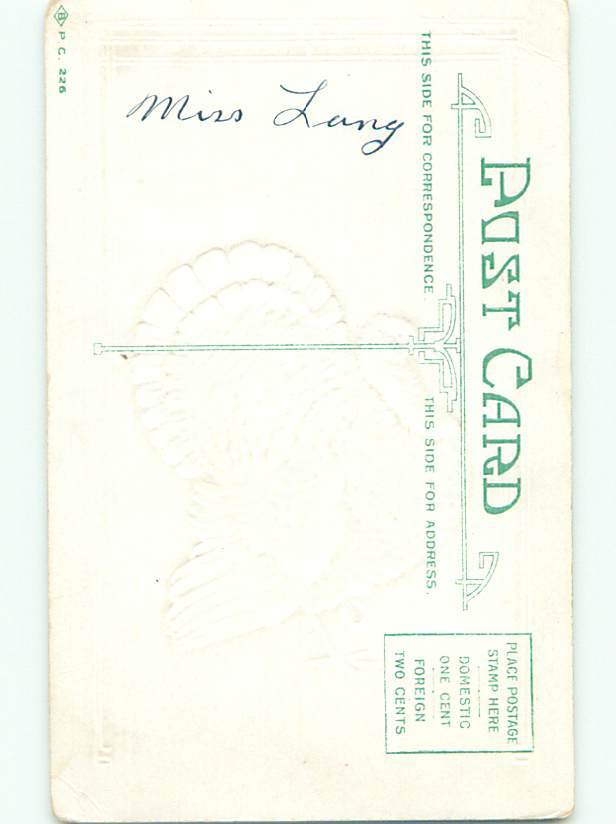 POST CARD
THIS SIDE FOR CORRESPONDENCE
THIS SIDE FOR ADDRESS.
PLACE POSTAGE
STAMP HERE
DOMESTIC
ONE CENT
FOREIGN
TWO CENTS
Miss Lang
B
P. C. 226